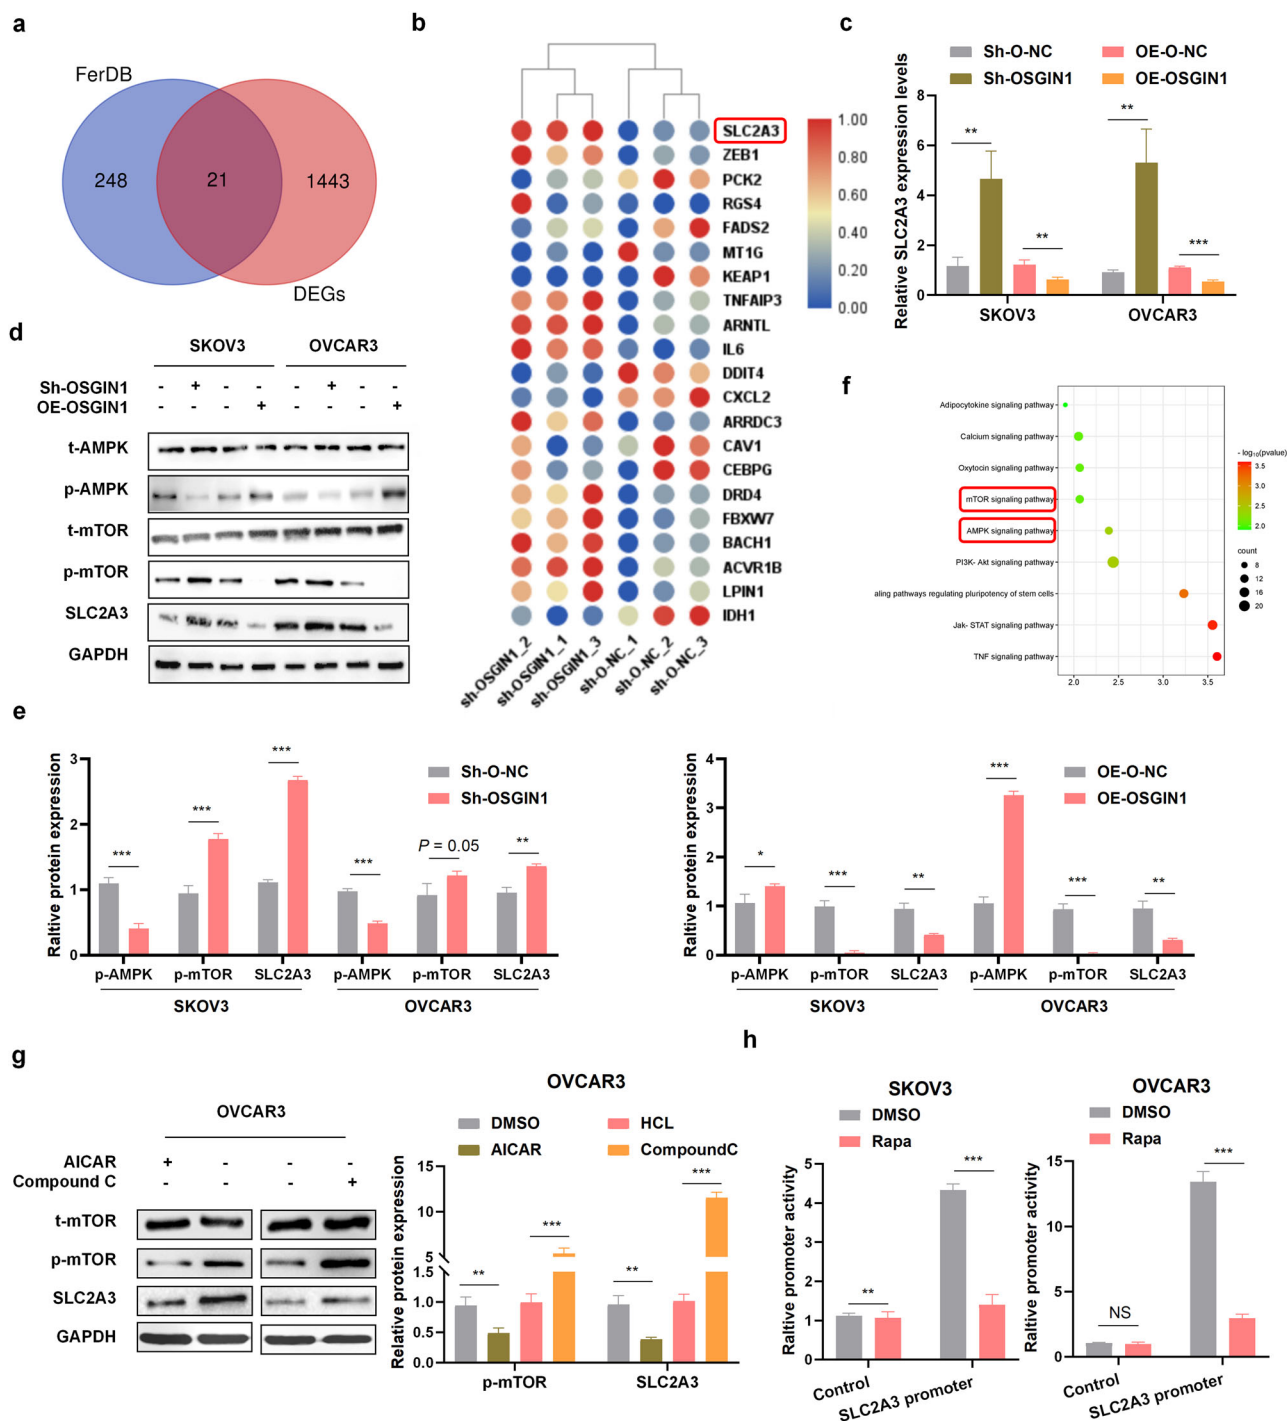 a
FerDB
248
21
1443
DEGs
b
SLC2A3
ZEB1
PCK2
RGS4
FADS2
MT1G
KEAP1
TNFAIP3
ARNTL
IL6
DDIT4
CXCL2
ARRDC3
CAV1
CEBPG
DRD4
FBXW7
BACH1
ACVR1B
LPIN1
IDH1
1.00
0.80
0.60
0.40
0.20
0.00
sh-OSGIN1_2
sh-OSGIN1_1
sh-OSGIN1_3
sh-O-NC_1
sh-O-NC_2
sh-O-NC_3
c
Sh-O-NC
OE-O-NC
Sh-OSGIN1
OE-OSGIN1
Relative SLC2A3 expression levels
8
6
4
2
0
** ** ** ***
SKOV3 OVCAR3
d
SKOV3 OVCAR3
Sh-OSGIN1 - + - - - + - -
OE-OSGIN1 - - - + - - - +
t-AMPK
p-AMPK
t-mTOR
p-mTOR
SLC2A3
GAPDH
f
Adipocytokine signaling pathway
Calcium signaling pathway
Oxytocin signaling pathway
mTOR signaling pathway
AMPK signaling pathway
PI3K- Akt signaling pathway
aling pathways regulating pluripotency of stem cells
Jak- STAT signaling pathway
TNF signaling pathway
2.0 2.5 3.0 3.5
- log10(pvalue)
3.5
3.0
2.5
2.0
count
8
12
16
20
e
Raltive protein expression
3
2
1
0
Sh-O-NC
Sh-OSGIN1
*** *** *** *** P = 0.05 **
p-AMPK p-mTOR SLC2A3 p-AMPK p-mTOR SLC2A3
SKOV3 OVCAR3
Raltive protein expression
4
3
2
1
0
OE-O-NC
OE-OSGIN1
* *** ** *** *** **
p-AMPK p-mTOR SLC2A3 p-AMPK p-mTOR SLC2A3
SKOV3 OVCAR3
g
OVCAR3
AICAR + - - -
Compound C - - - +
t-mTOR
p-mTOR
SLC2A3
GAPDH
OVCAR3
DMSO
HCL
AICAR
CompoundC
Relative protein expression
15
10
5
1.5
1.0
0.5
0.0
** *** ** ***
p-mTOR SLC2A3
h
SKOV3
DMSO
Rapa
Raltive promoter activity
5
4
3
2
1
0
** ***
Control
SLC2A3 promoter
OVCAR3
DMSO
Rapa
Raltive promoter activity
15
10
5
0
NS ***
Control
SLC2A3 promoter